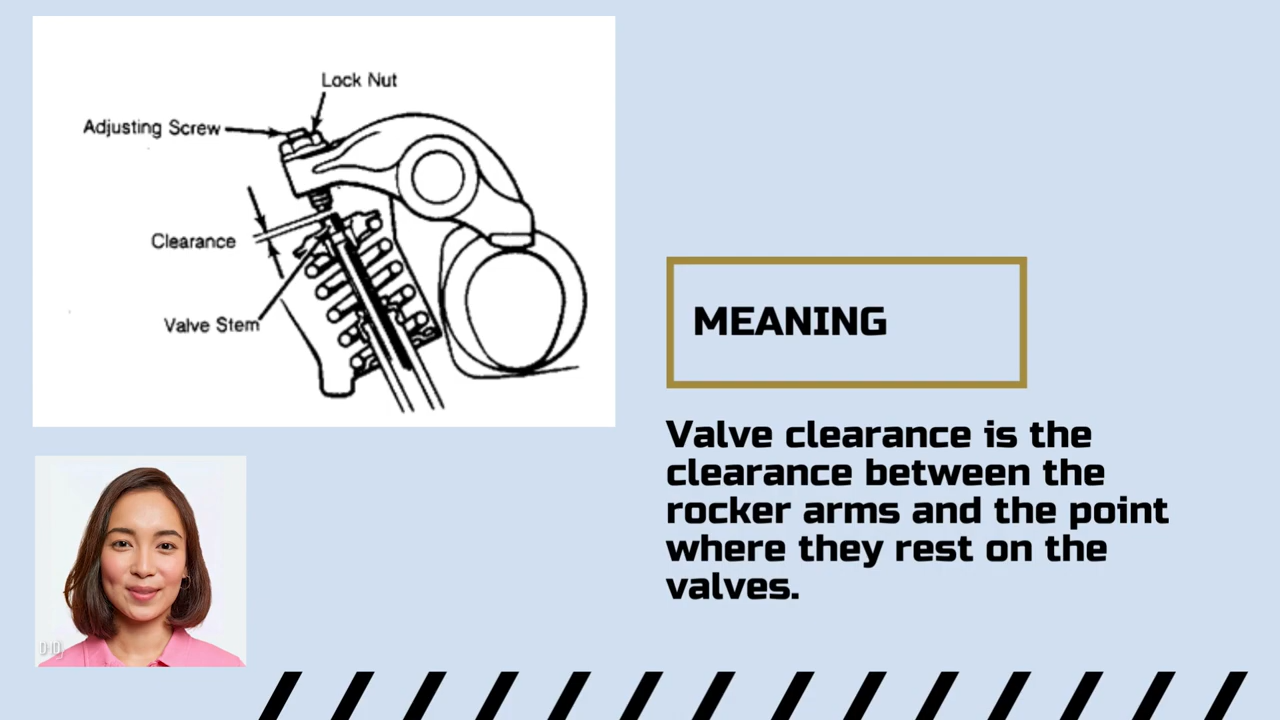 Lock Nut
Adjusting Screw
Clearance
Valve Stem
MEANING
Valve clearance is the
clearance between the
rocker arms and the point
where they rest on the
valves.
D-ID